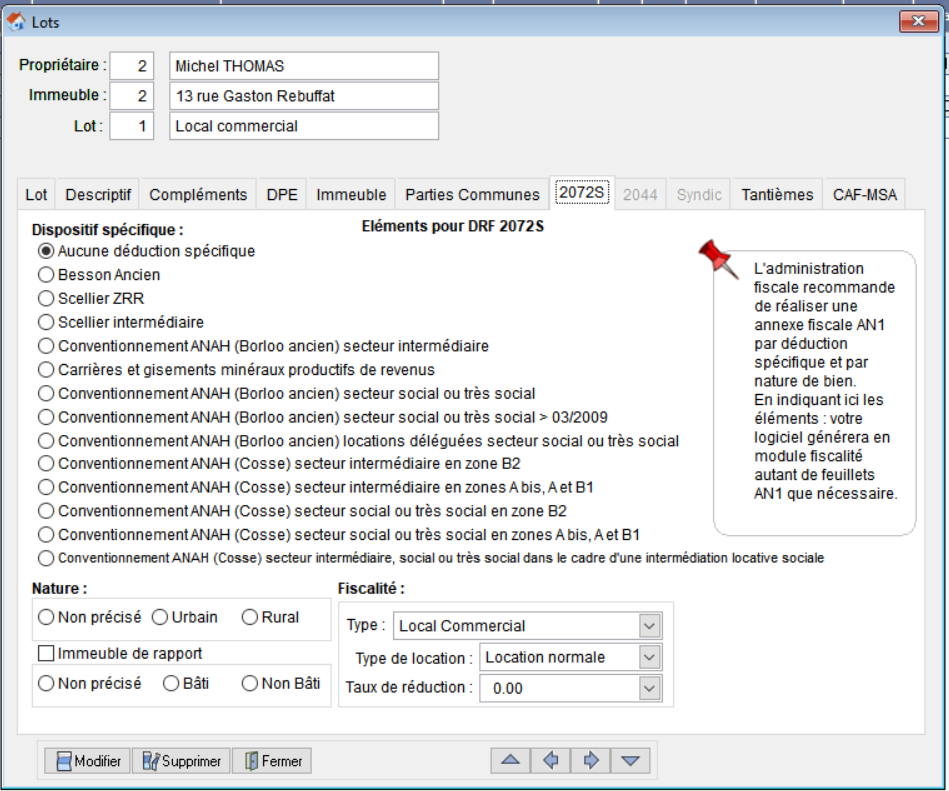 Lots
Propriétaire : 2 Michel THOMAS
Immeuble : 2 13 rue Gaston Rebuffat
Lot : 1 Local commercial
Lot Descriptif Compléments DPE Immeuble Parties Communes 2072S 2044 Syndic Tantièmes CAF-MSA
Eléments pour DRF 2072S
Dispositif spécifique :
Aucune déduction spécifique
Besson Ancien
Scellier ZRR
Scellier intermédiaire
Conventionnement ANAH (Borloo ancien) secteur intermédiaire
Carrières et gisements minéraux productifs de revenus
Conventionnement ANAH (Borloo ancien) secteur social ou très social
Conventionnement ANAH (Borloo ancien) secteur social ou très social > 03/2009
Conventionnement ANAH (Borloo ancien) locations déléguées secteur social ou très social
Conventionnement ANAH (Cosse) secteur intermédiaire en zone B2
Conventionnement ANAH (Cosse) secteur intermédiaire en zones A bis, A et B1
Conventionnement ANAH (Cosse) secteur social ou très social en zone B2
Conventionnement ANAH (Cosse) secteur social ou très social en zones A bis, A et B1
Conventionnement ANAH (Cosse) secteur intermédiaire, social ou très social dans le cadre d'une intermédiation locative sociale
L'administration
fiscale recommande
de réaliser une
annexe fiscale AN1
par déduction
spécifique et par
nature de bien.
En indiquant ici les
éléments : votre
logiciel générera en
module fiscalité
autant de feuillets
AN1 que nécessaire.
Nature :
Non précisé Urbain Rural
Immeuble de rapport
Non précisé Bâti Non Bâti
Fiscalité :
Type : Local Commercial
Type de location : Location normale
Taux de réduction : 0.00
Modifier Supprimer Fermer